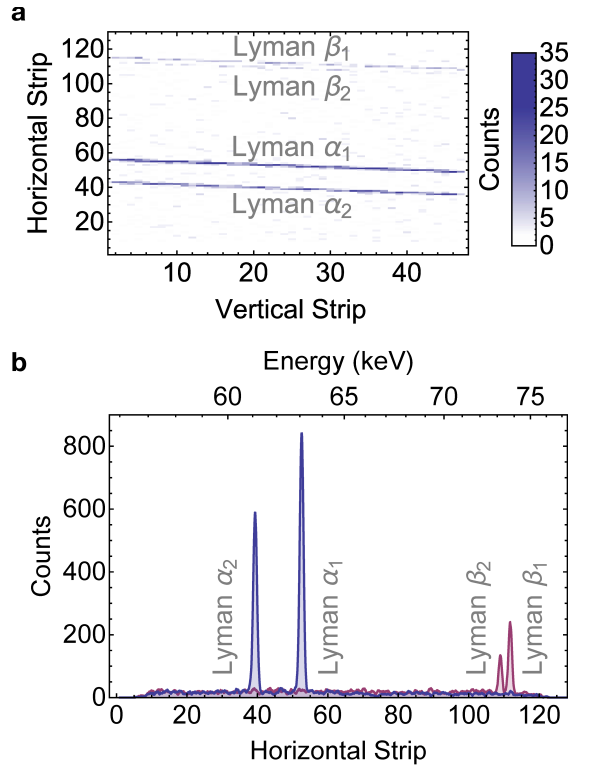 a
Horizontal Strip
120
100
80
60
40
20
Lyman β₁
Lyman β₂
Lyman α₁
Lyman α₂
10 20 30 40
Vertical Strip
Counts
35
30
25
20
15
10
5
0
b
Energy (keV)
60 65 70 75
Counts
800
600
400
200
0
Lyman α₂
Lyman α₁
Lyman β₂
Lyman β₁
0 20 40 60 80 100 120
Horizontal Strip